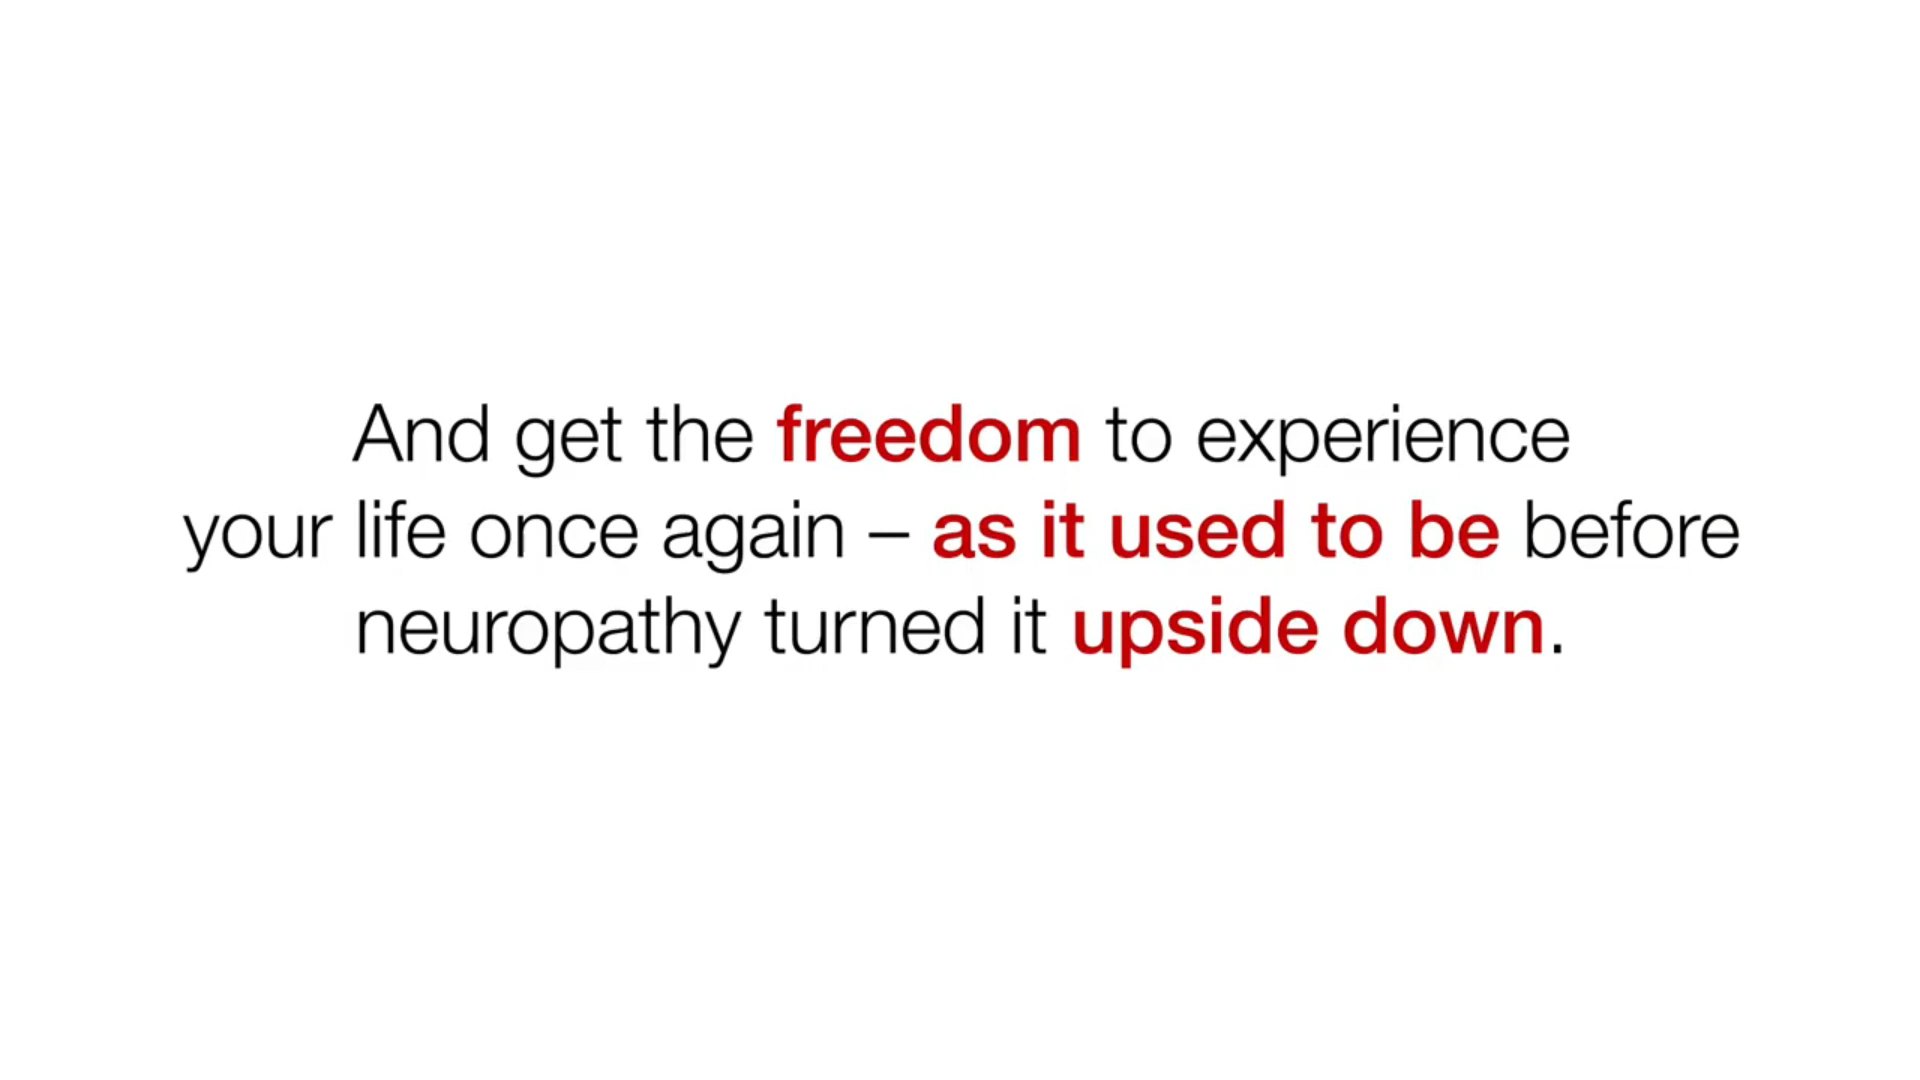 And get the freedom to experience
your life once again – as it used to be before
neuropathy turned it upside down.